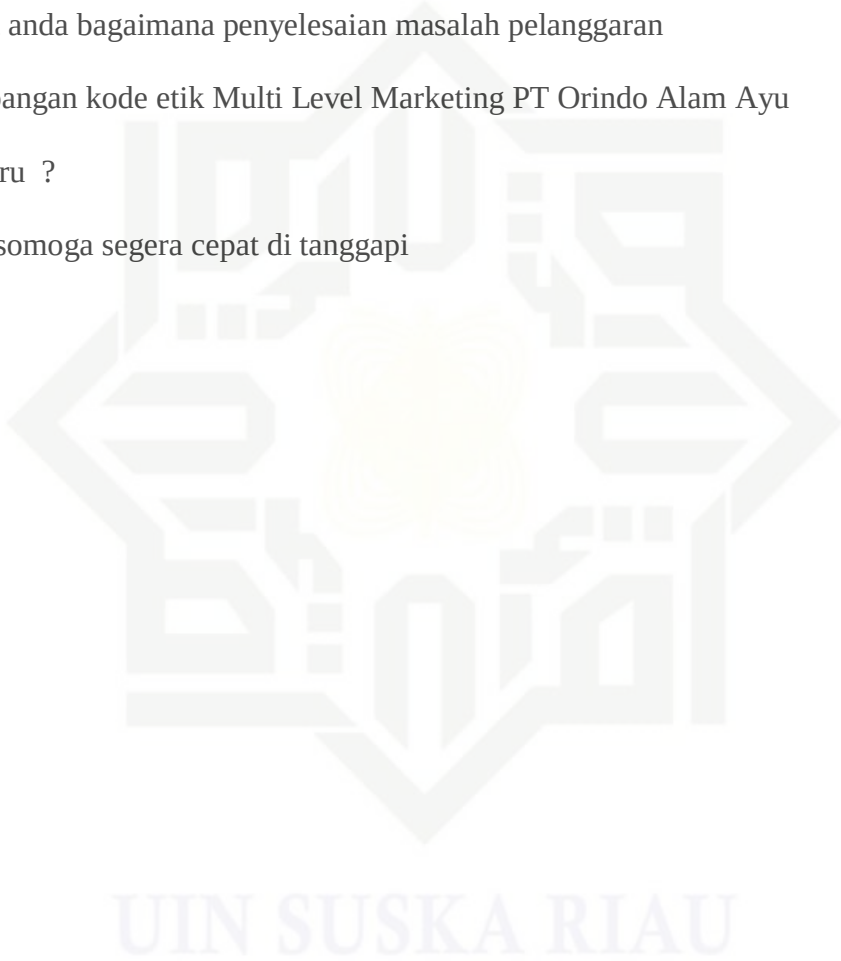 anda bagaimana penyelesaian masalah pelanggaran
angan kode etik Multi Level Marketing PT Orindo Alam Ayu
ru ?
somoga segera cepat di tanggapi
UIN SUSKA RIAU